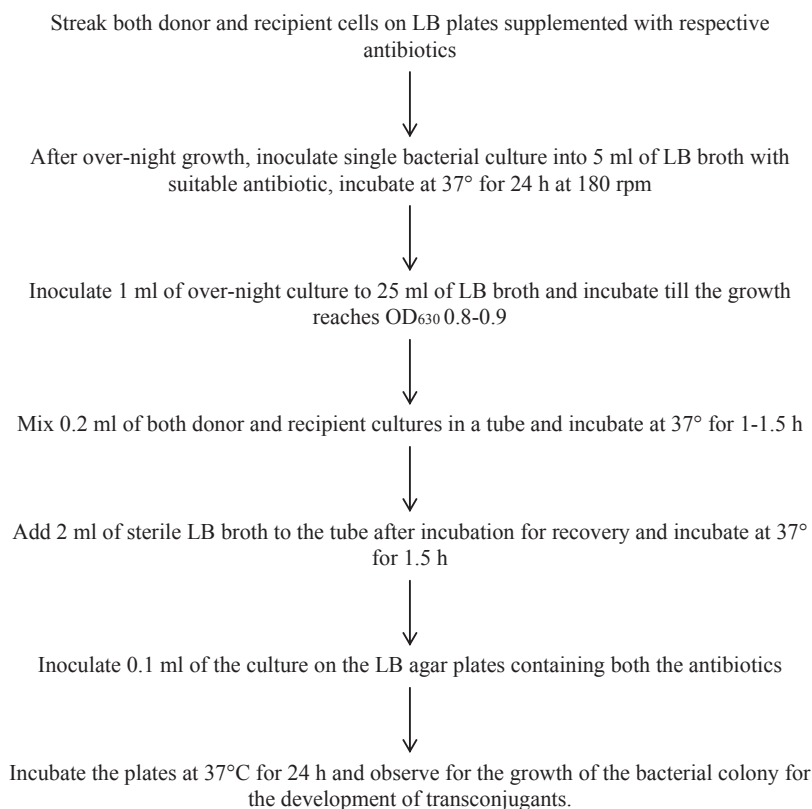 Streak both donor and recipient cells on LB plates supplemented with respective
antibiotics
After over-night growth, inoculate single bacterial culture into 5 ml of LB broth with
suitable antibiotic, incubate at 37° for 24 h at 180 rpm
Inoculate 1 ml of over-night culture to 25 ml of LB broth and incubate till the growth
reaches OD₆₃₀ 0.8-0.9
Mix 0.2 ml of both donor and recipient cultures in a tube and incubate at 37° for 1-1.5 h
Add 2 ml of sterile LB broth to the tube after incubation for recovery and incubate at 37°
for 1.5 h
Inoculate 0.1 ml of the culture on the LB agar plates containing both the antibiotics
Incubate the plates at 37°C for 24 h and observe for the growth of the bacterial colony for
the development of transconjugants.